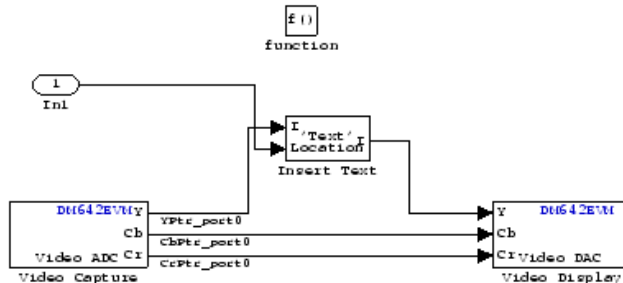 f()
function
1
In1
I
'Text' I
Location
Insert Text
DM642EVM Y
YPtr_port0
Cb
CbPtr_port0
Video ADC Cr
CrPtr_port0
Video Capture
Y DM642EVM
Cb
Cr Video DAC
Video Display